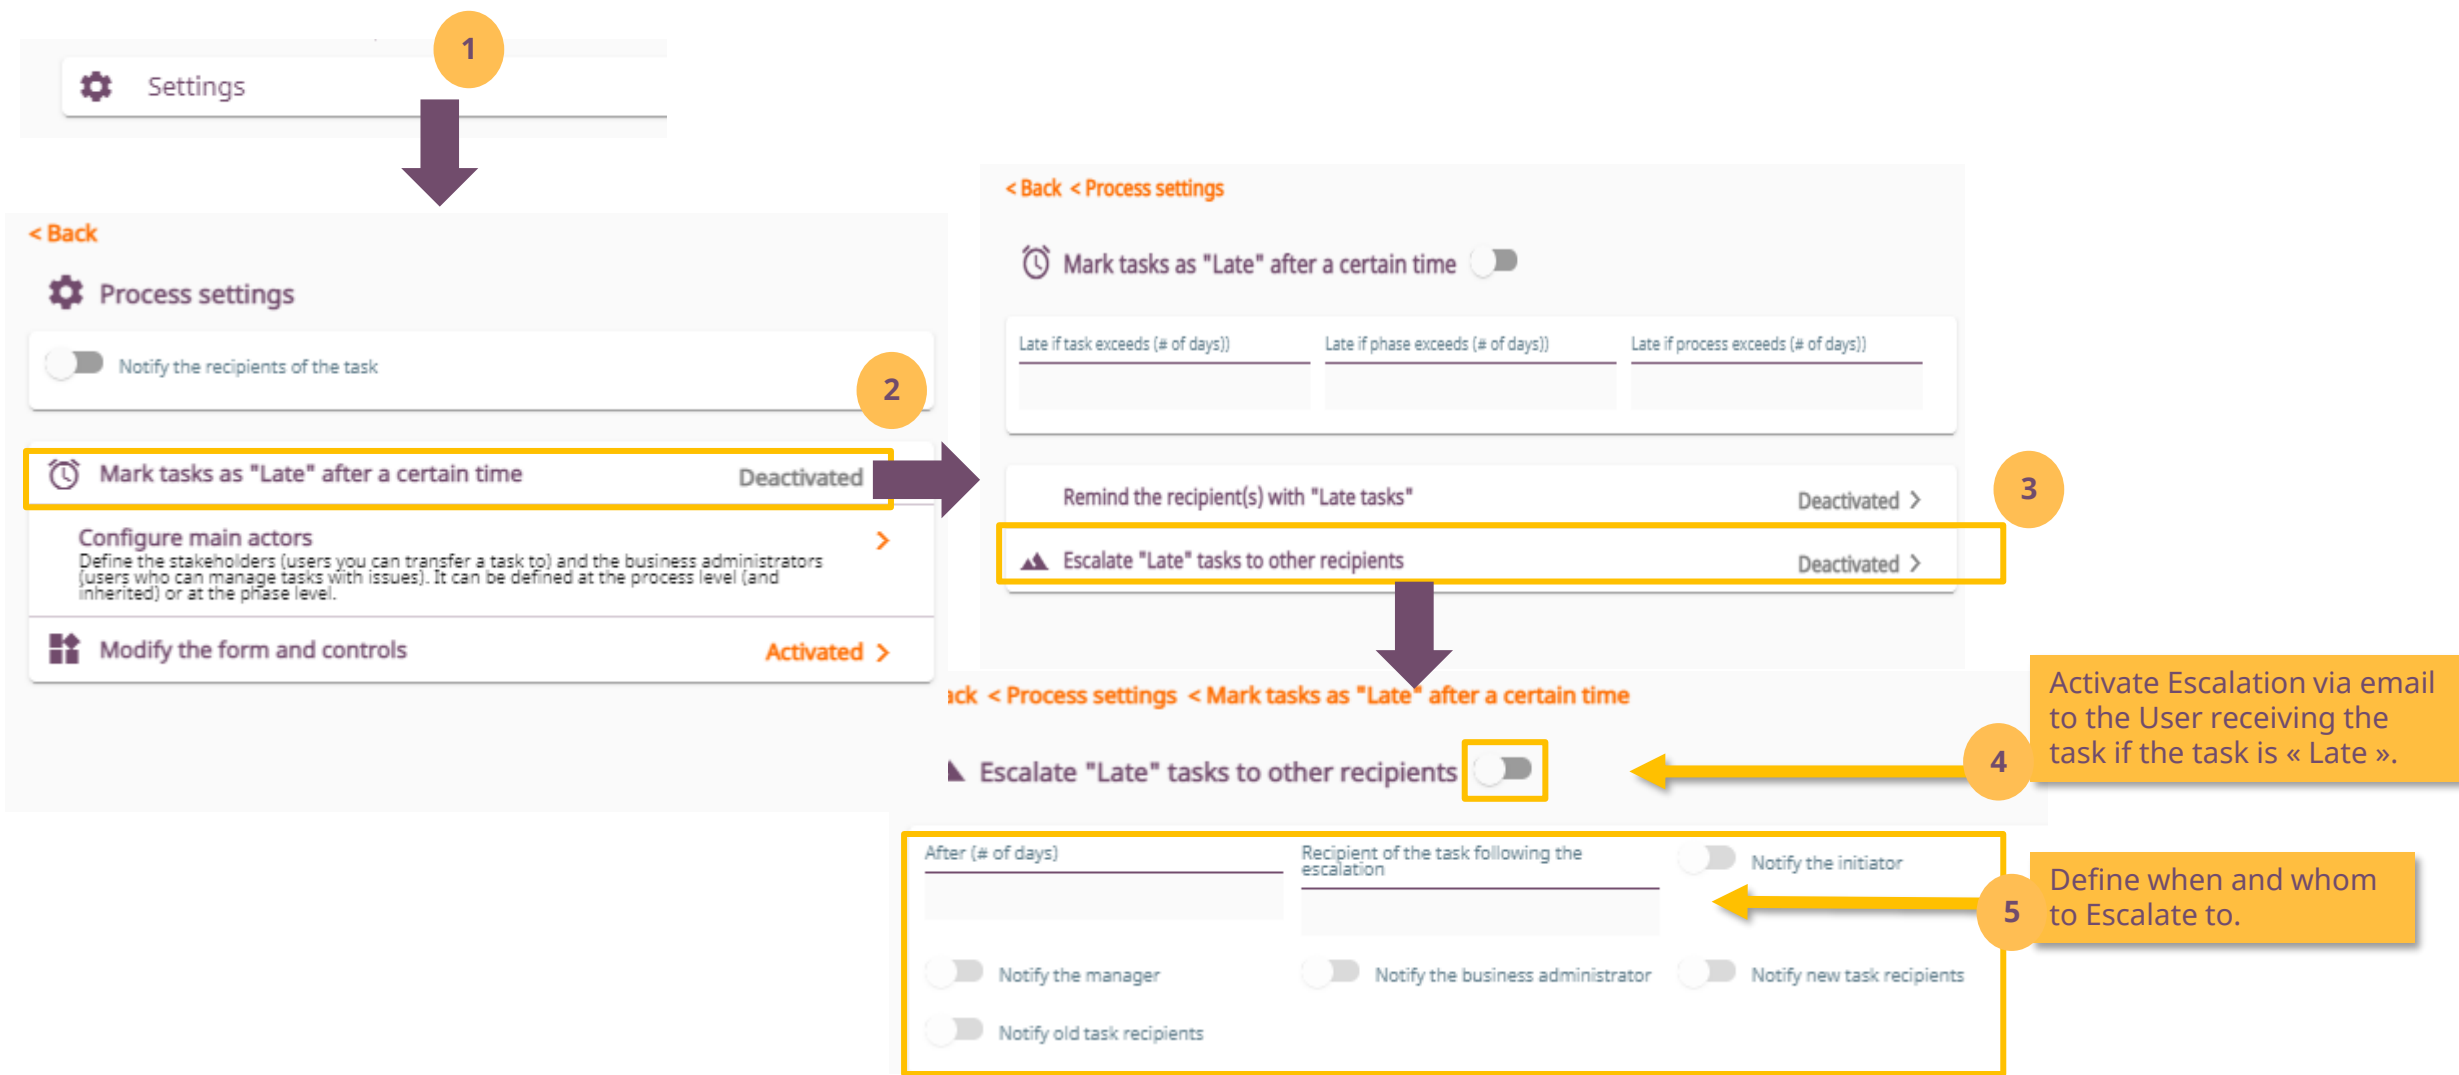 1
Settings
< Back
Process settings
Notify the recipients of the task
2
Mark tasks as "Late" after a certain time Deactivated
Configure main actors >
Define the stakeholders (users you can transfer a task to) and the business administrators
(users who can manage tasks with issues). It can be defined at the process level (and
inherited) or at the phase level.
Modify the form and controls Activated >
< Back < Process settings
Mark tasks as "Late" after a certain time
Late if task exceeds (# of days)) Late if phase exceeds (# of days)) Late if process exceeds (# of days))
3
Remind the recipient(s) with "Late tasks" Deactivated >
Escalate "Late" tasks to other recipients Deactivated >
ack < Process settings < Mark tasks as "Late" after a certain time
Escalate "Late" tasks to other recipients
4
Activate Escalation via email
to the User receiving the
task if the task is « Late ».
After (# of days)
Recipient of the task following the
escalation
Notify the initiator
5
Define when and whom
to Escalate to.
Notify the manager Notify the business administrator Notify new task recipients
Notify old task recipients